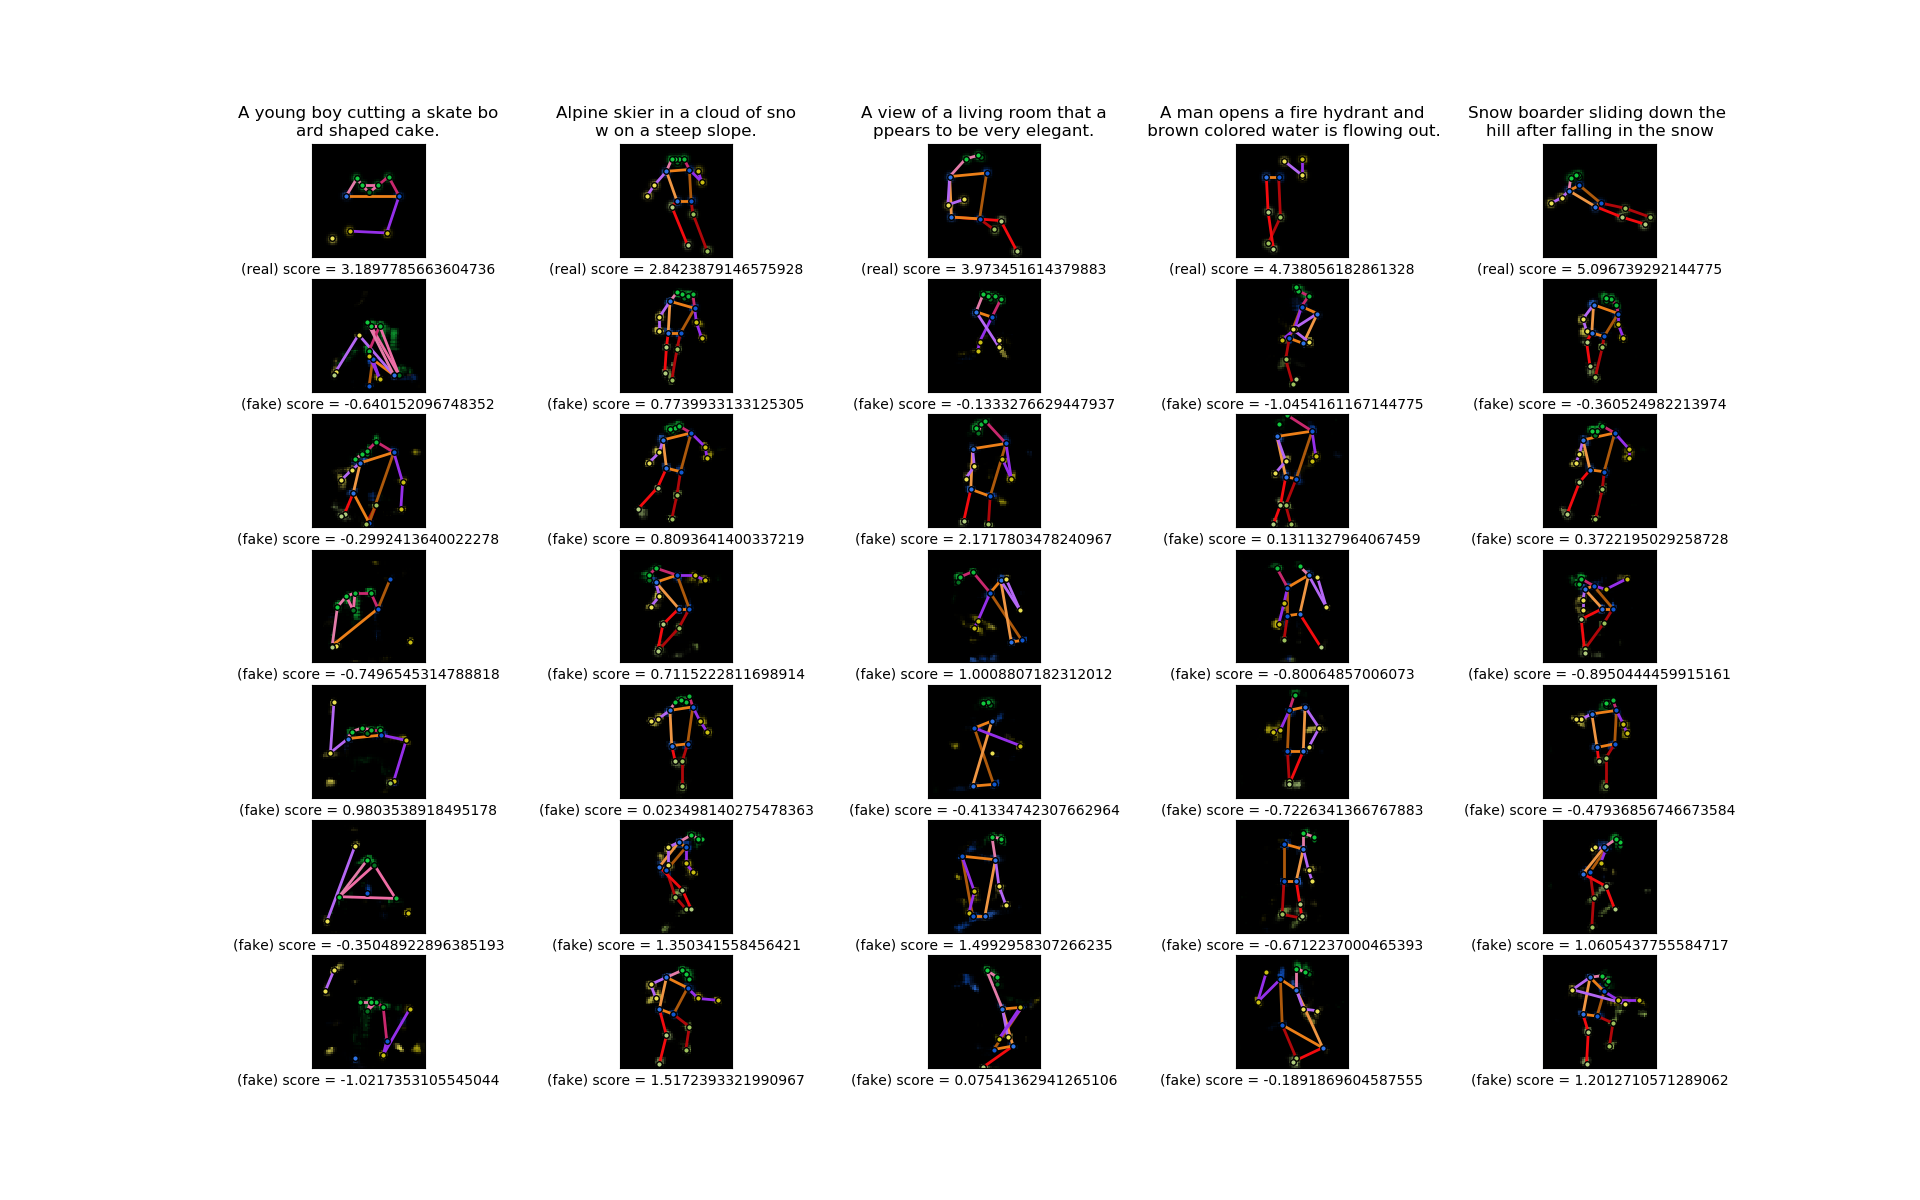 A young boy cutting a skate bo
ard shaped cake.
Alpine skier in a cloud of sno
w on a steep slope.
A view of a living room that a
ppears to be very elegant.
A man opens a fire hydrant and
brown colored water is flowing out.
Snow boarder sliding down the
hill after falling in the snow
(real) score = 3.1897785663604736
(real) score = 2.8423879146575928
(real) score = 3.973451614379883
(real) score = 4.738056182861328
(real) score = 5.096739292144775
(fake) score = -0.640152096748352
(fake) score = 0.7739933133125305
(fake) score = -0.1333276629447937
(fake) score = -1.0454161167144775
(fake) score = -0.360524982213974
(fake) score = -0.2992413640022278
(fake) score = 0.8093641400337219
(fake) score = 2.1717803478240967
(fake) score = 0.1311327964067459
(fake) score = 0.3722195029258728
(fake) score = -0.7496545314788818
(fake) score = 0.7115222811698914
(fake) score = 1.0008807182312012
(fake) score = -0.80064857006073
(fake) score = -0.8950444459915161
(fake) score = 0.9803538918495178
(fake) score = 0.023498140275478363
(fake) score = -0.41334742307662964
(fake) score = -0.7226341366767883
(fake) score = -0.47936856746673584
(fake) score = -0.35048922896385193
(fake) score = 1.350341558456421
(fake) score = 1.4992958307266235
(fake) score = -0.6712237000465393
(fake) score = 1.0605437755584717
(fake) score = -1.0217353105545044
(fake) score = 1.5172393321990967
(fake) score = 0.07541362941265106
(fake) score = -0.1891869604587555
(fake) score = 1.2012710571289062